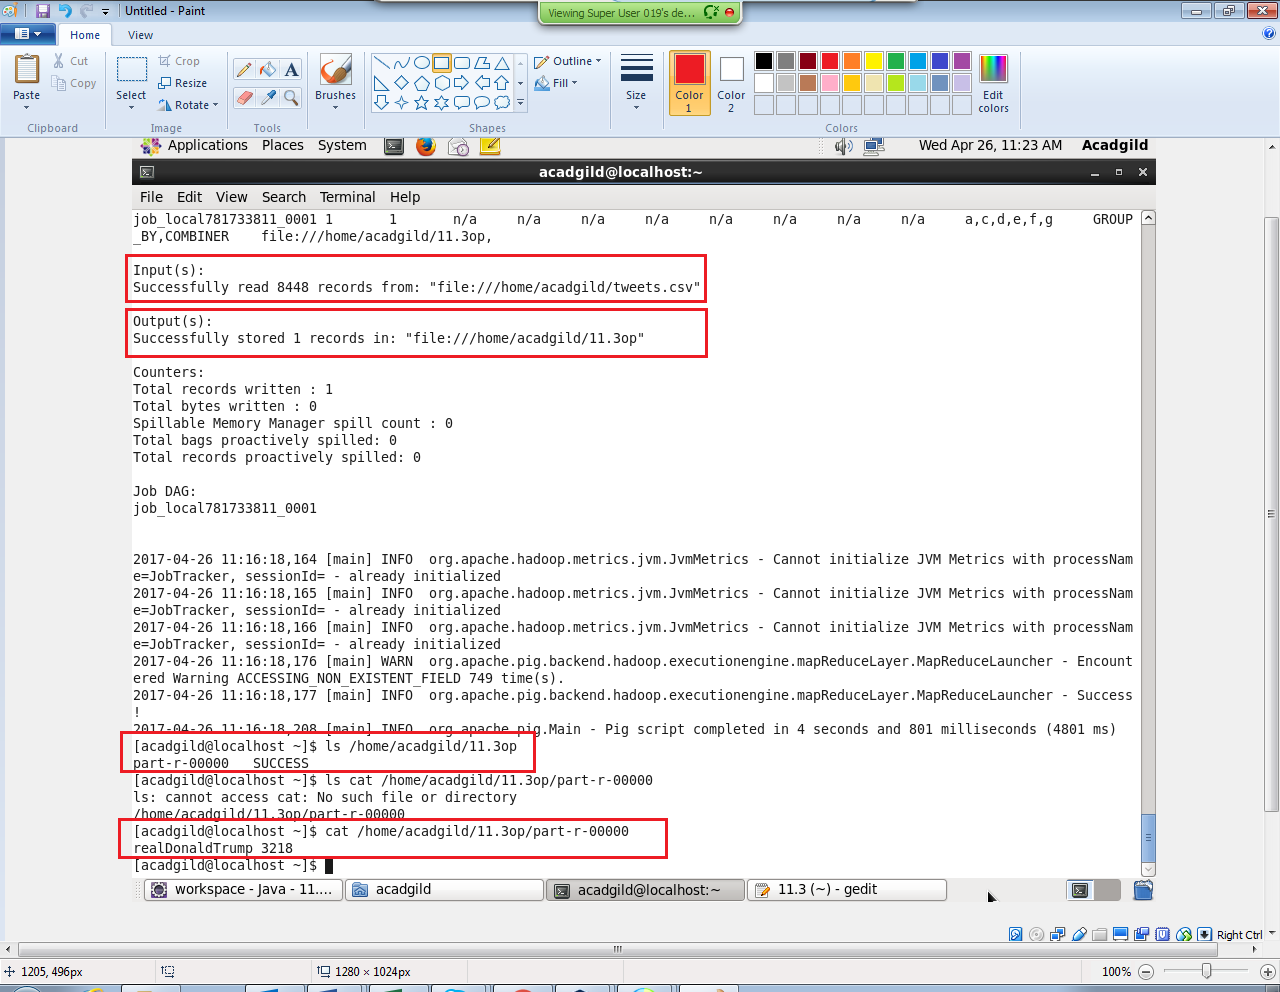 Untitled - Paint
Viewing Super User 019's de...
Home
View
Paste
Cut
Copy
Clipboard
Select
Crop
Resize
Rotate
Image
A
Tools
Brushes
Outline
Fill
Shapes
Size
Color
1
Color
2
Edit
colors
Colors
Applications Places System
Wed Apr 26, 11:23 AM Acadgild
acadgild@localhost:~
File Edit View Search Terminal Help
job_local781733811_0001 1 1 n/a n/a n/a n/a n/a n/a n/a n/a a,c,d,e,f,g GROUP
_BY,COMBINER file:///home/acadgild/11.3op,
Input(s):
Successfully read 8448 records from: "file:///home/acadgild/tweets.csv"
Output(s):
Successfully stored 1 records in: "file:///home/acadgild/11.3op"
Counters:
Total records written : 1
Total bytes written : 0
Spillable Memory Manager spill count : 0
Total bags proactively spilled: 0
Total records proactively spilled: 0
Job DAG:
job_local781733811_0001
2017-04-26 11:16:18,164 [main] INFO org.apache.hadoop.metrics.jvm.JvmMetrics - Cannot initialize JVM Metrics with processNam
e=JobTracker, sessionId= - already initialized
2017-04-26 11:16:18,165 [main] INFO org.apache.hadoop.metrics.jvm.JvmMetrics - Cannot initialize JVM Metrics with processNam
e=JobTracker, sessionId= - already initialized
2017-04-26 11:16:18,166 [main] INFO org.apache.hadoop.metrics.jvm.JvmMetrics - Cannot initialize JVM Metrics with processNam
e=JobTracker, sessionId= - already initialized
2017-04-26 11:16:18,176 [main] WARN org.apache.pig.backend.hadoop.executionengine.mapReduceLayer.MapReduceLauncher - Encount
ered Warning ACCESSING_NON_EXISTENT_FIELD 749 time(s).
2017-04-26 11:16:18,177 [main] INFO org.apache.pig.backend.hadoop.executionengine.mapReduceLayer.MapReduceLauncher - Success
!
2017-04-26 11:16:18,208 [main] INFO org.apache.pig.Main - Pig script completed in 4 seconds and 801 milliseconds (4801 ms)
[acadgild@localhost ~]$ ls /home/acadgild/11.3op
part-r-00000 _SUCCESS
[acadgild@localhost ~]$ ls cat /home/acadgild/11.3op/part-r-00000
ls: cannot access cat: No such file or directory
/home/acadgild/11.3op/part-r-00000
[acadgild@localhost ~]$ cat /home/acadgild/11.3op/part-r-00000
realDonaldTrump 3218
[acadgild@localhost ~]$
workspace - Java - 11....
acadgild
acadgild@localhost:~
11.3 (~) - gedit
Right Ctrl
1205, 496px
1280 × 1024px
100%